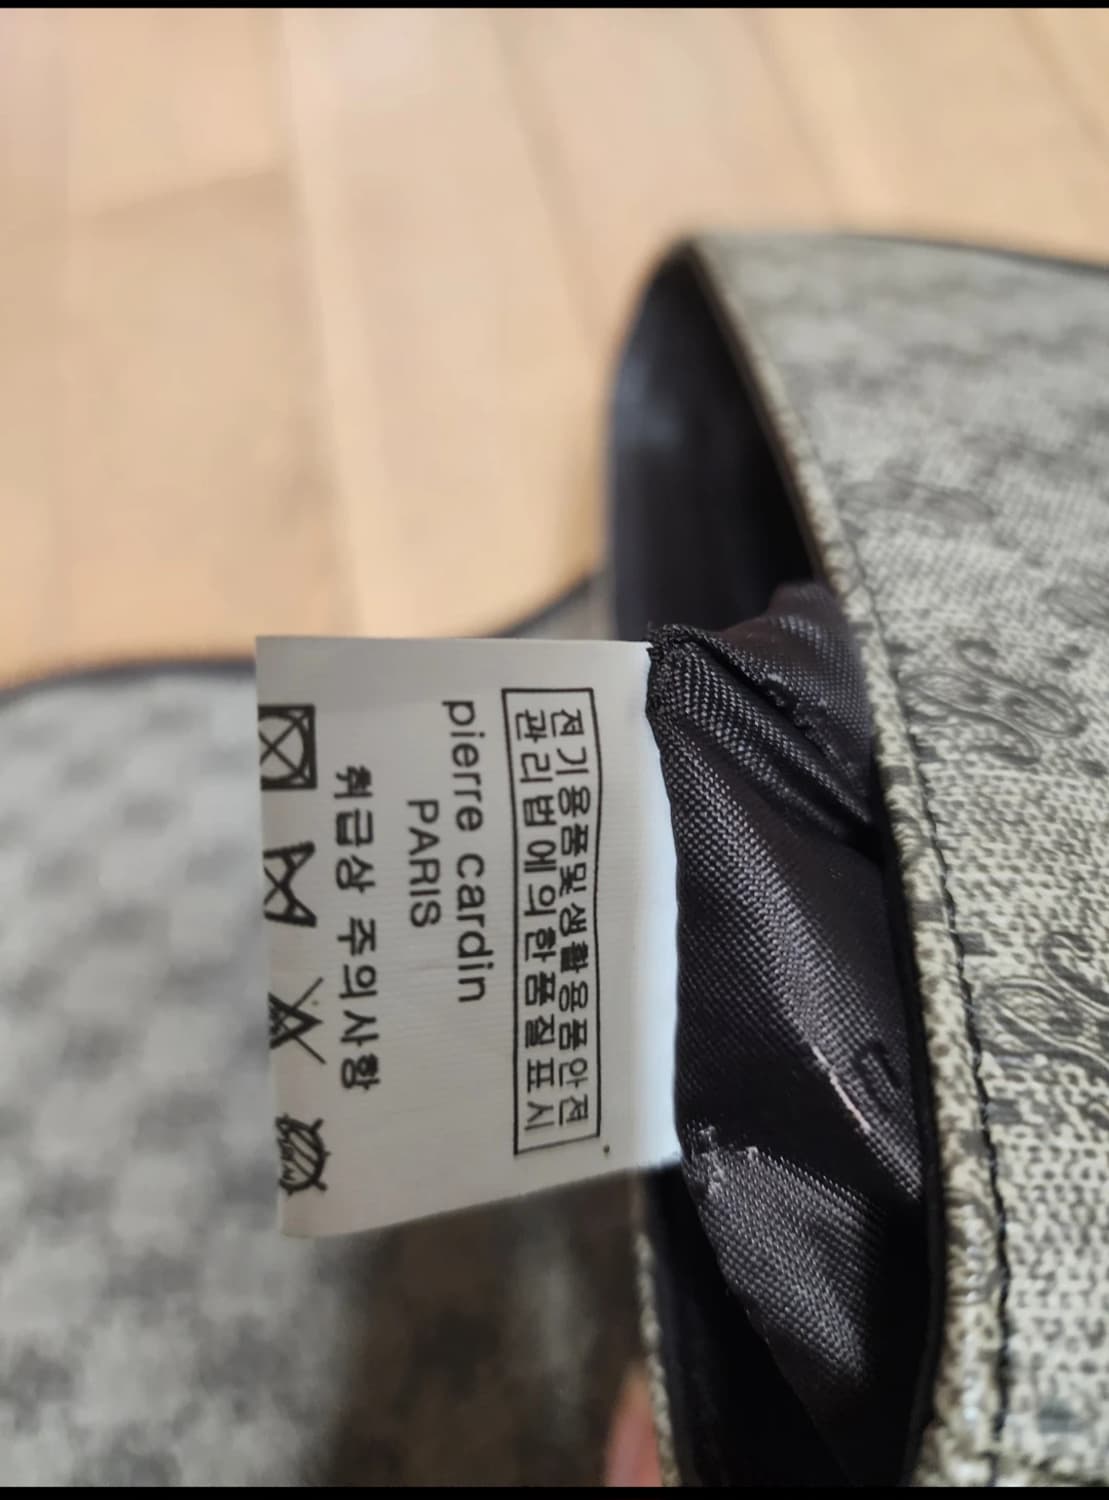 전기용품및생활용품안전
관리법에의한품질표시
pierre cardin
PARIS
취급상 주의사항